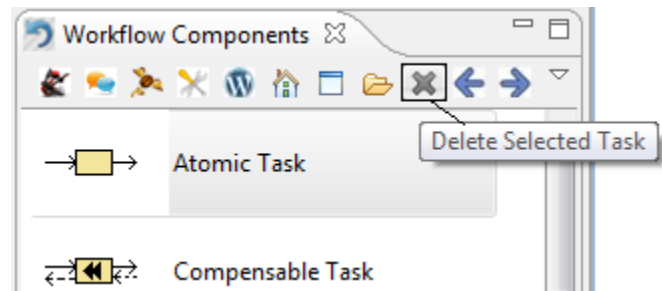 Workflow Components
Delete Selected Task
Atomic Task
Compensable Task